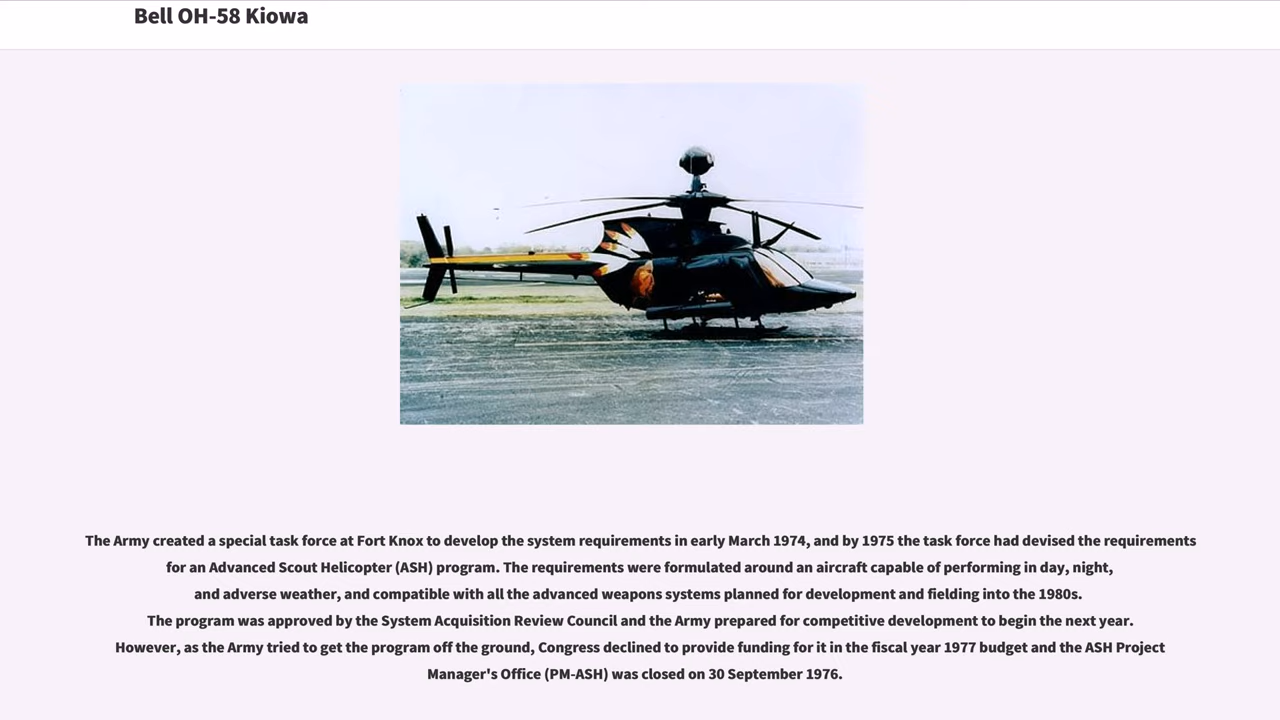 Bell OH-58 Kiowa
The Army created a special task force at Fort Knox to develop the system requirements in early March 1974, and by 1975 the task force had devised the requirements
for an Advanced Scout Helicopter (ASH) program. The requirements were formulated around an aircraft capable of performing in day, night,
and adverse weather, and compatible with all the advanced weapons systems planned for development and fielding into the 1980s.
The program was approved by the System Acquisition Review Council and the Army prepared for competitive development to begin the next year.
However, as the Army tried to get the program off the ground, Congress declined to provide funding for it in the fiscal year 1977 budget and the ASH Project
Manager's Office (PM-ASH) was closed on 30 September 1976.